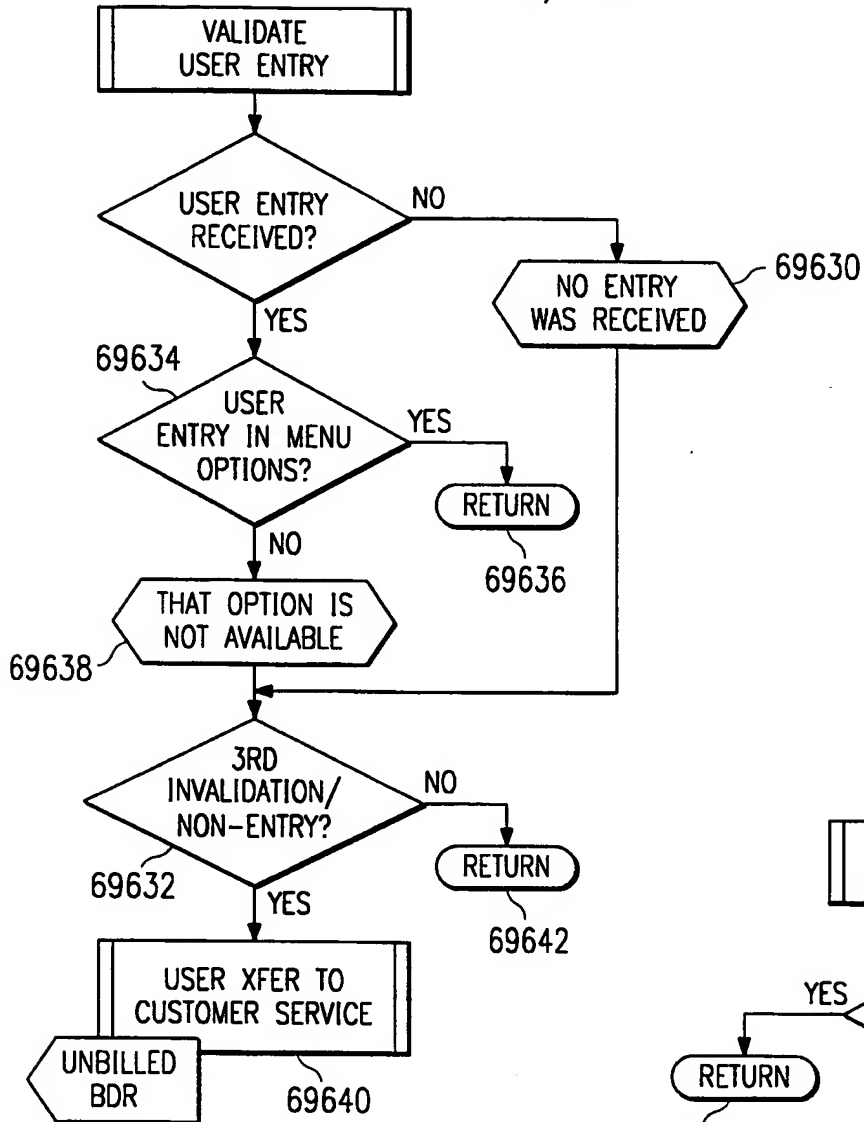 VALIDATE
USER ENTRY
USER ENTRY
RECEIVED?
NO
YES
NO ENTRY
WAS RECEIVED
69630
69634
USER
ENTRY IN MENU
OPTIONS?
YES
RETURN
69636
NO
THAT OPTION IS
NOT AVAILABLE
69638
3RD
INVALIDATION/
NON-ENTRY?
NO
69632
RETURN
69642
YES
USER XFER TO
CUSTOMER SERVICE
UNBILLED
BDR
69640
YES
RETURN